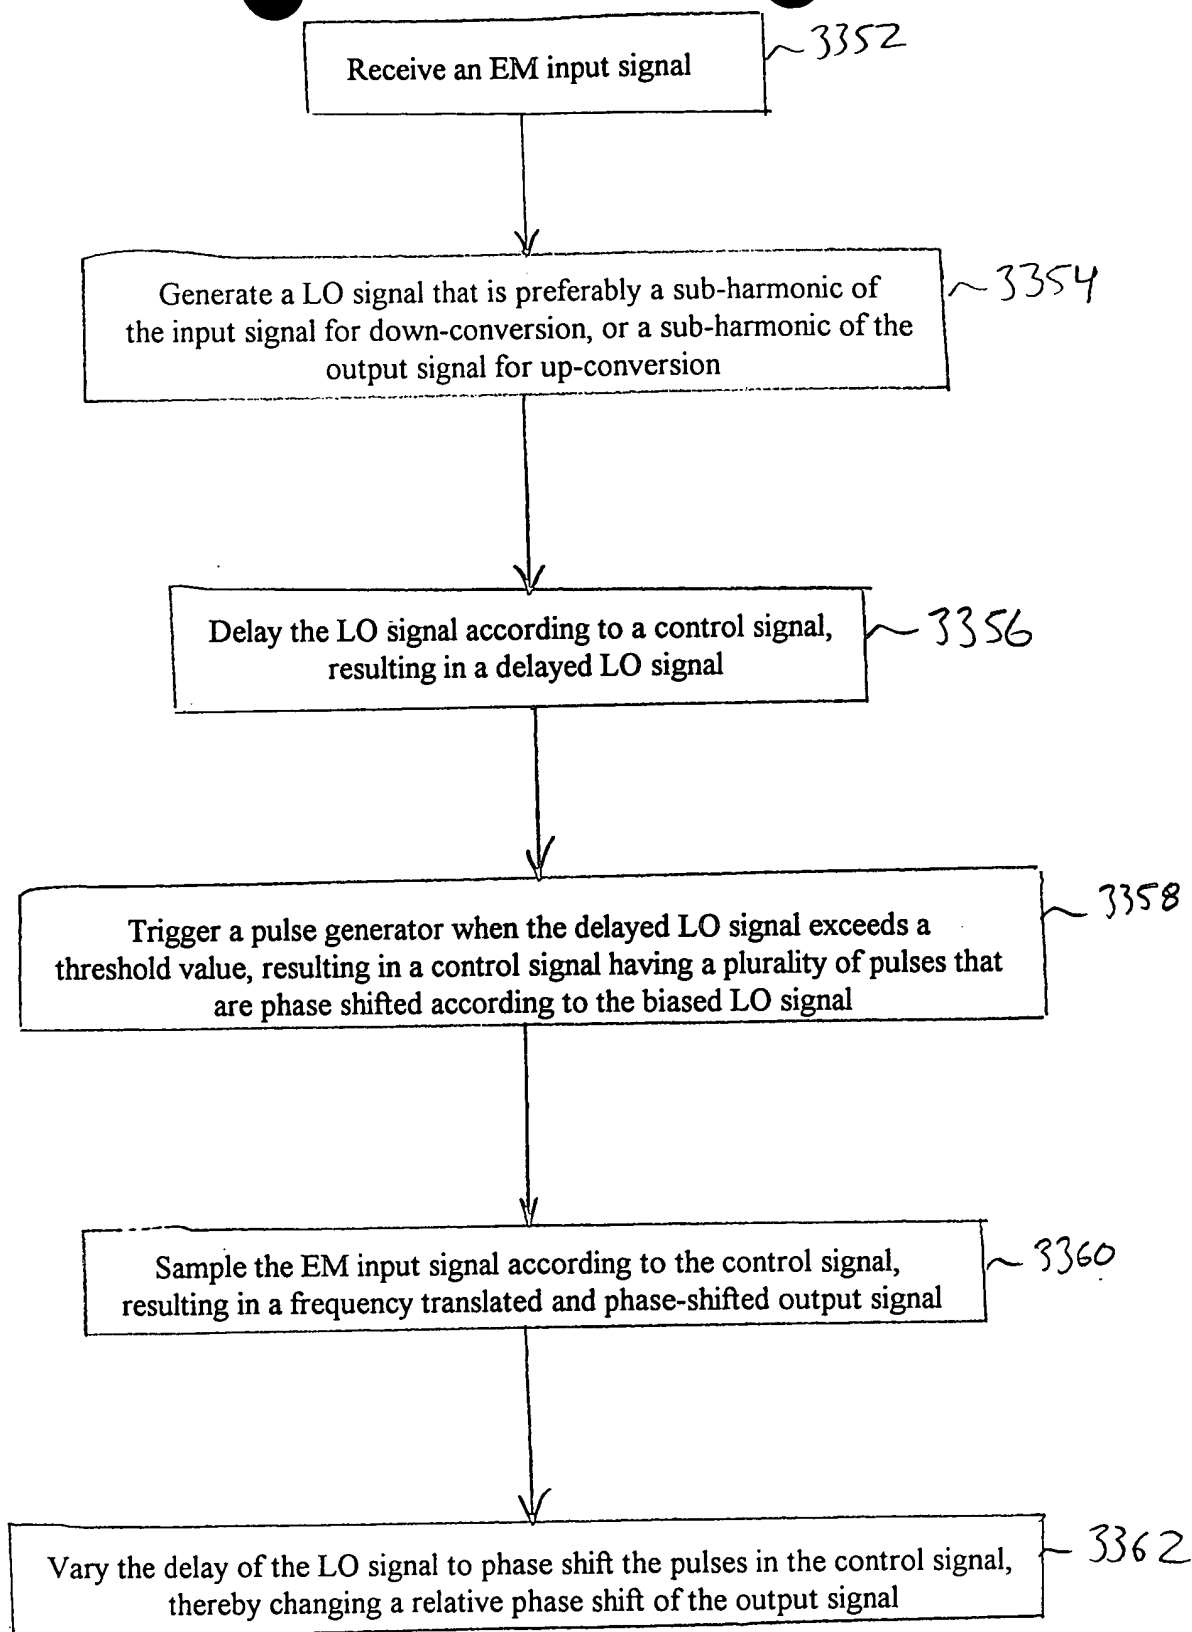 Receive an EM input signal
3352
Generate a LO signal that is preferably a sub-harmonic of
the input signal for down-conversion, or a sub-harmonic of the
output signal for up-conversion
3354
Delay the LO signal according to a control signal,
resulting in a delayed LO signal
3356
Trigger a pulse generator when the delayed LO signal exceeds a
threshold value, resulting in a control signal having a plurality of pulses that
are phase shifted according to the biased LO signal
3358
Sample the EM input signal according to the control signal,
resulting in a frequency translated and phase-shifted output signal
3360
Vary the delay of the LO signal to phase shift the pulses in the control signal,
thereby changing a relative phase shift of the output signal
3362